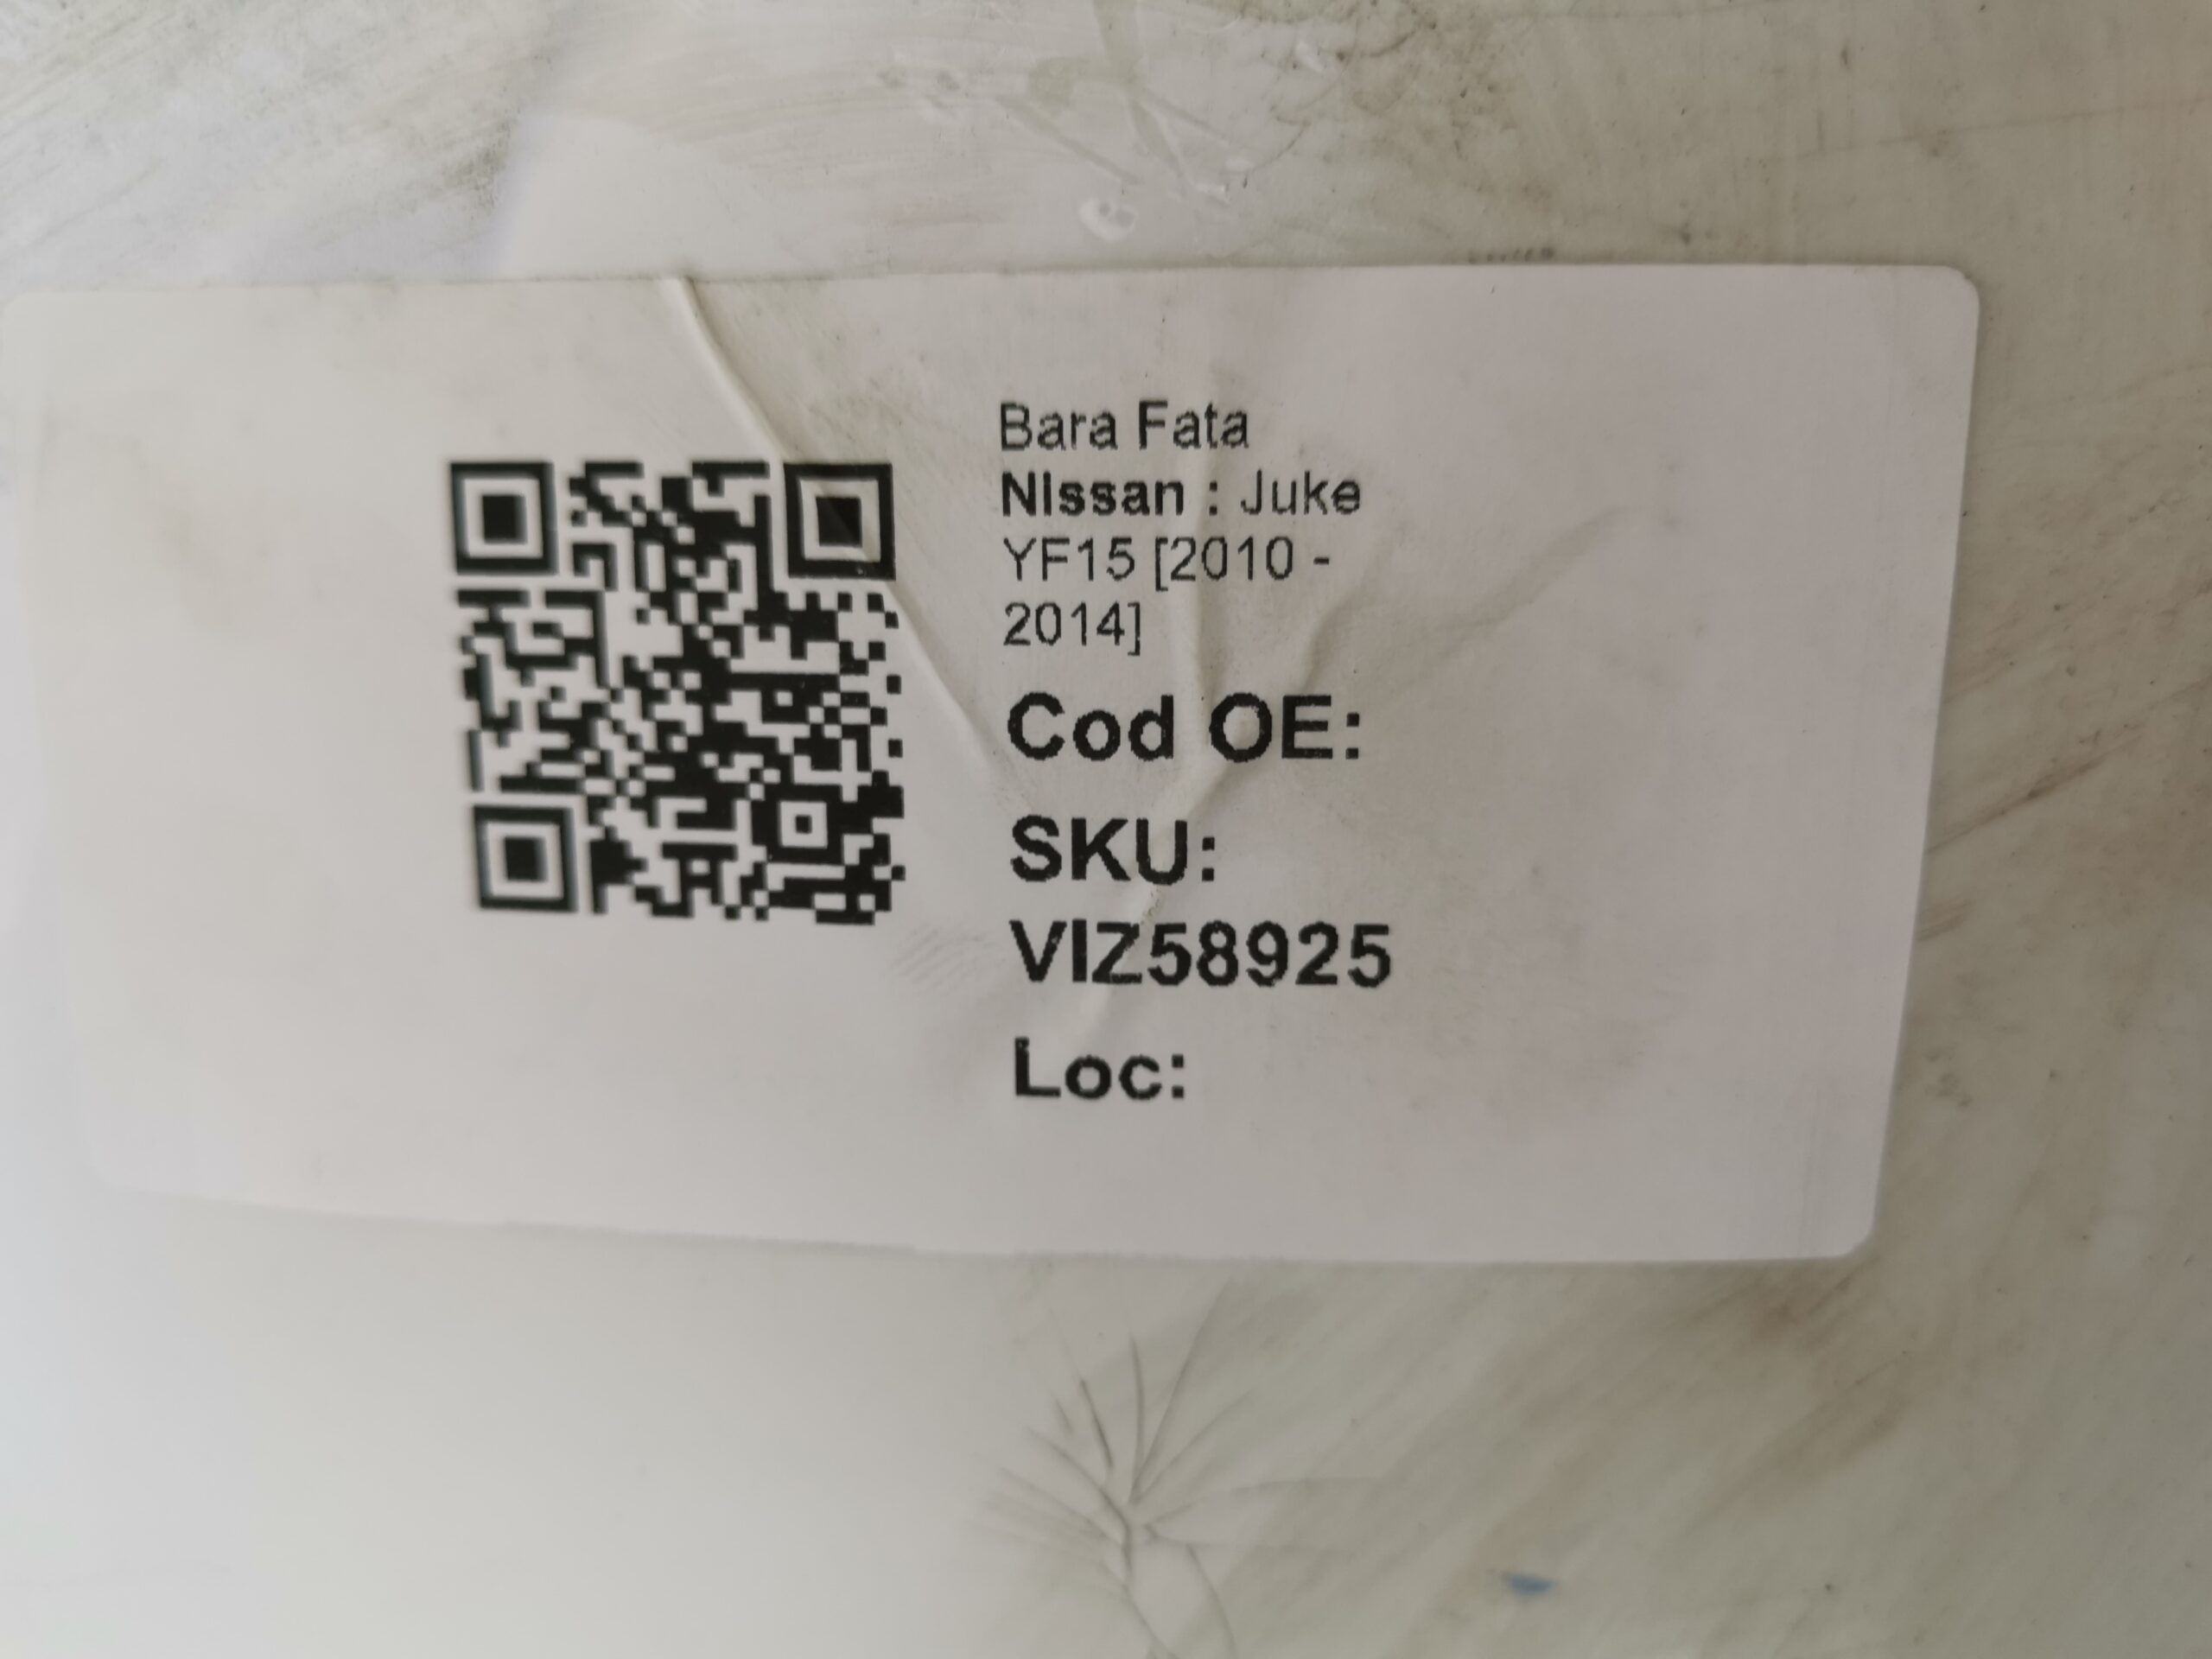 Bara Fata
Nissan : Juke
YF15 [2010 -
2014]
Cod OE:
SKU:
VIZ58925
Loc: